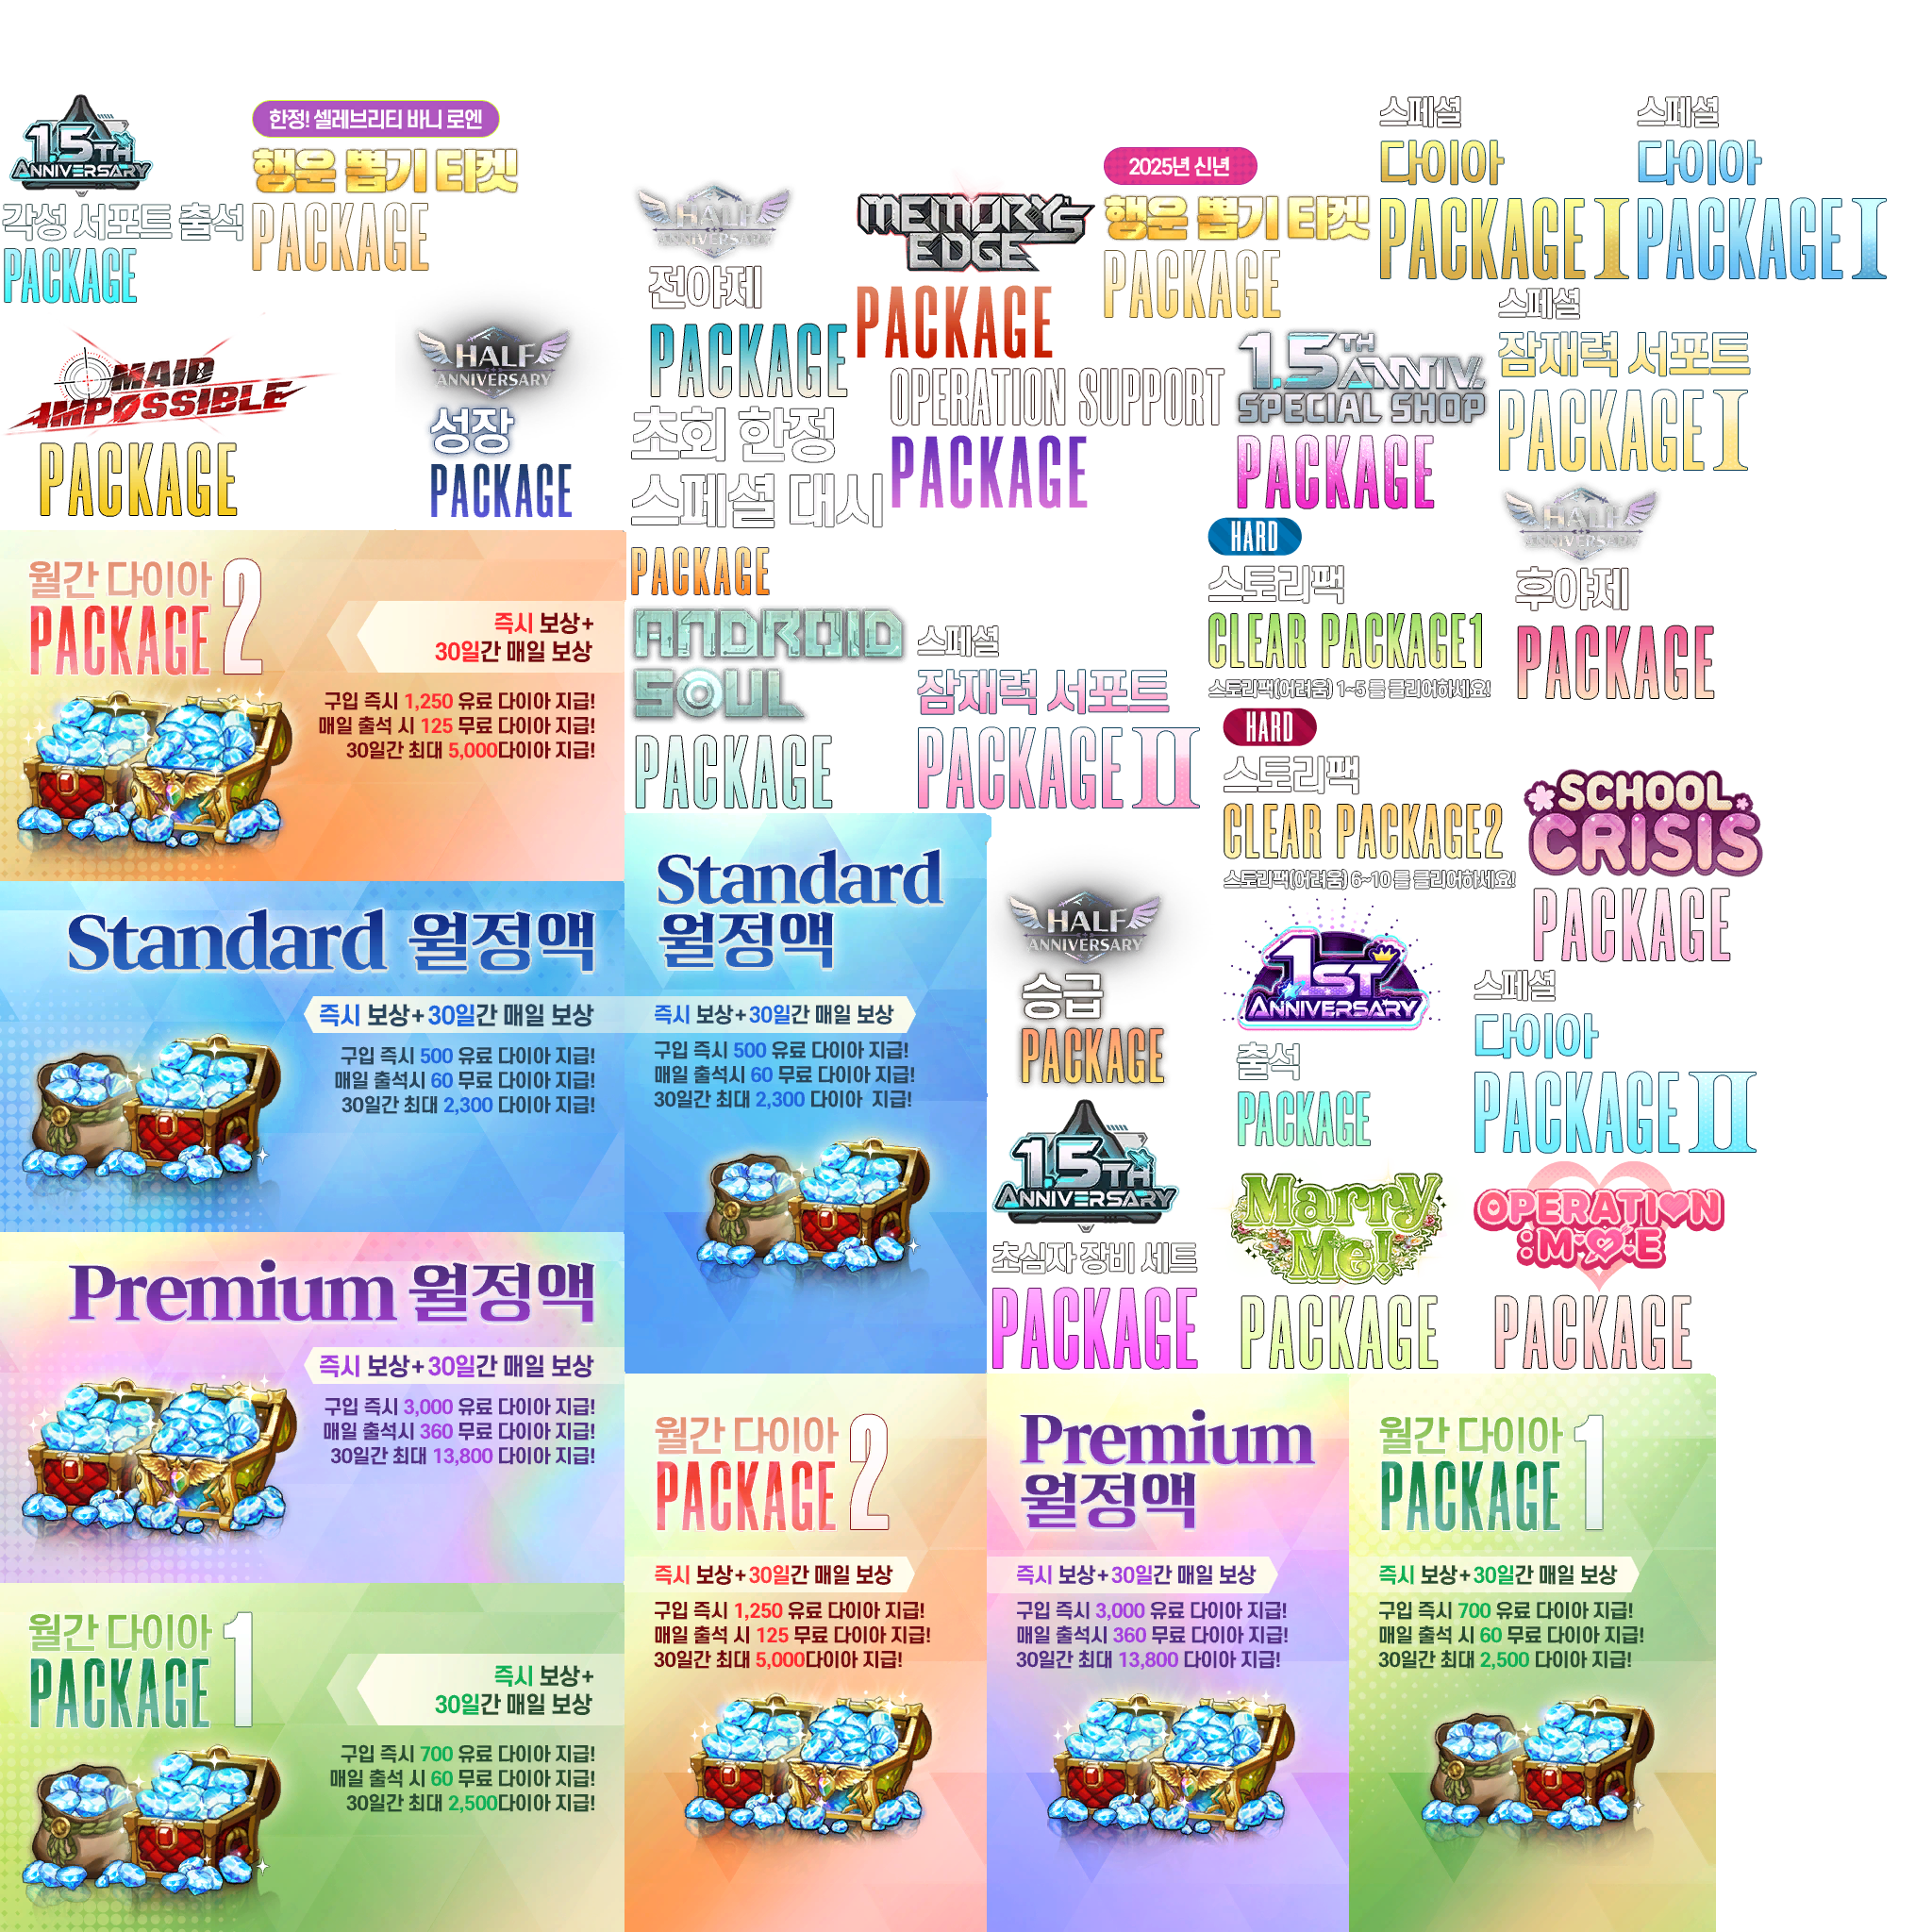 1.5TH
ANNIVERSARY
각성 서포트 출석
PACKAGE
한정! 셀레브리티 바니 로엔
행운 뽑기 티켓
PACKAGE
HALF
ANNIVERSARY
전야제
PACKAGE
MEMORY'S
EDGE
PACKAGE
2025년 신년
행운 뽑기 티켓
PACKAGE
스페셜
다이아
PACKAGE I
스페셜
다이아
PACKAGE I
MAID
IMPOSSIBLE
PACKAGE
HALF
ANNIVERSARY
성장
PACKAGE
초회 한정
스페셜 대시
PACKAGE
OPERATION SUPPORT
PACKAGE
1.5TH ANNIV.
SPECIAL SHOP
PACKAGE
스페셜
잠재력 서포트
PACKAGE I
HARD
스토리팩
CLEAR PACKAGE1
스토리팩(어려움) 1~5 를 클리어하세요!
HALF
ANNIVERSARY
후야제
PACKAGE
월간 다이아
PACKAGE 2
즉시 보상+
30일간 매일 보상
구입 즉시 1,250 유료 다이아 지급!
매일 출석 시 125 무료 다이아 지급!
30일간 최대 5,000다이아 지급!
ANDROID
SOUL
PACKAGE
스페셜
잠재력 서포트
PACKAGE II
HARD
스토리팩
CLEAR PACKAGE2
스토리팩(어려움) 6~10 를 클리어하세요!
SCHOOL
CRISIS
PACKAGE
Standard 월정액
즉시 보상+30일간 매일 보상
구입 즉시 500 유료 다이아 지급!
매일 출석시 60 무료 다이아 지급!
30일간 최대 2,300 다이아 지급!
Standard
월정액
즉시 보상+30일간 매일 보상
구입 즉시 500 유료 다이아 지급!
매일 출석시 60 무료 다이아 지급!
30일간 최대 2,300 다이아 지급!
HALF
ANNIVERSARY
승급
PACKAGE
1ST
ANNIVERSARY
출석
PACKAGE
스페셜
다이아
PACKAGE II
1.5TH
ANNIVERSARY
초심자 장비 세트
PACKAGE
Marry
Me!
PACKAGE
OPERATION
:M.O.E
PACKAGE
Premium 월정액
즉시 보상+30일간 매일 보상
구입 즉시 3,000 유료 다이아 지급!
매일 출석시 360 무료 다이아 지급!
30일간 최대 13,800 다이아 지급!
월간 다이아
PACKAGE 1
즉시 보상+
30일간 매일 보상
구입 즉시 700 유료 다이아 지급!
매일 출석 시 60 무료 다이아 지급!
30일간 최대 2,500다이아 지급!
월간 다이아
PACKAGE 2
즉시 보상+30일간 매일 보상
구입 즉시 1,250 유료 다이아 지급!
매일 출석 시 125 무료 다이아 지급!
30일간 최대 5,000다이아 지급!
Premium
월정액
즉시 보상+30일간 매일 보상
구입 즉시 3,000 유료 다이아 지급!
매일 출석시 360 무료 다이아 지급!
30일간 최대 13,800 다이아 지급!
월간 다이아
PACKAGE 1
즉시 보상+30일간 매일 보상
구입 즉시 700 유료 다이아 지급!
매일 출석 시 60 무료 다이아 지급!
30일간 최대 2,500 다이아 지급!